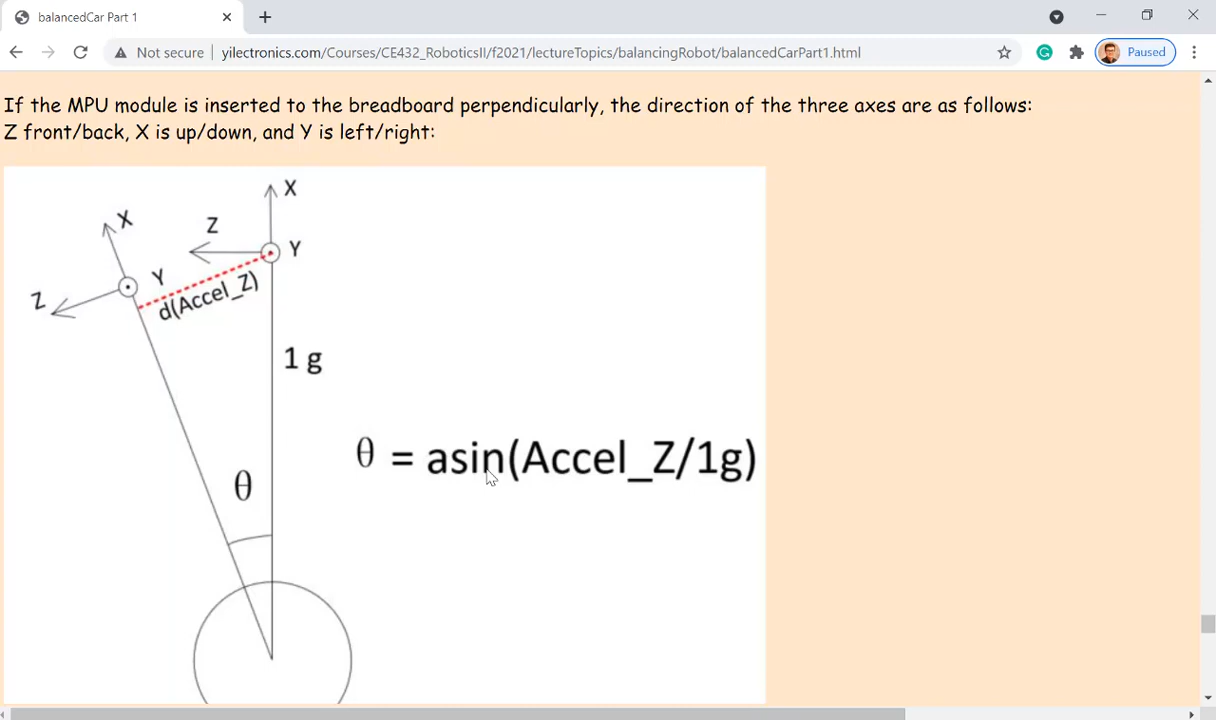 balancedCar Part 1
Not secure yilectronics.com/Courses/CE432_RoboticsII/f2021/lectureTopics/balancingRobot/balancedCarPart1.html Paused
If the MPU module is inserted to the breadboard perpendicularly, the direction of the three axes are as follows:
Z front/back, X is up/down, and Y is left/right:
X
X
Z
Y
Y
Z
d(Accel_Z)
1 g
θ = asin(Accel_Z/1g)
θ